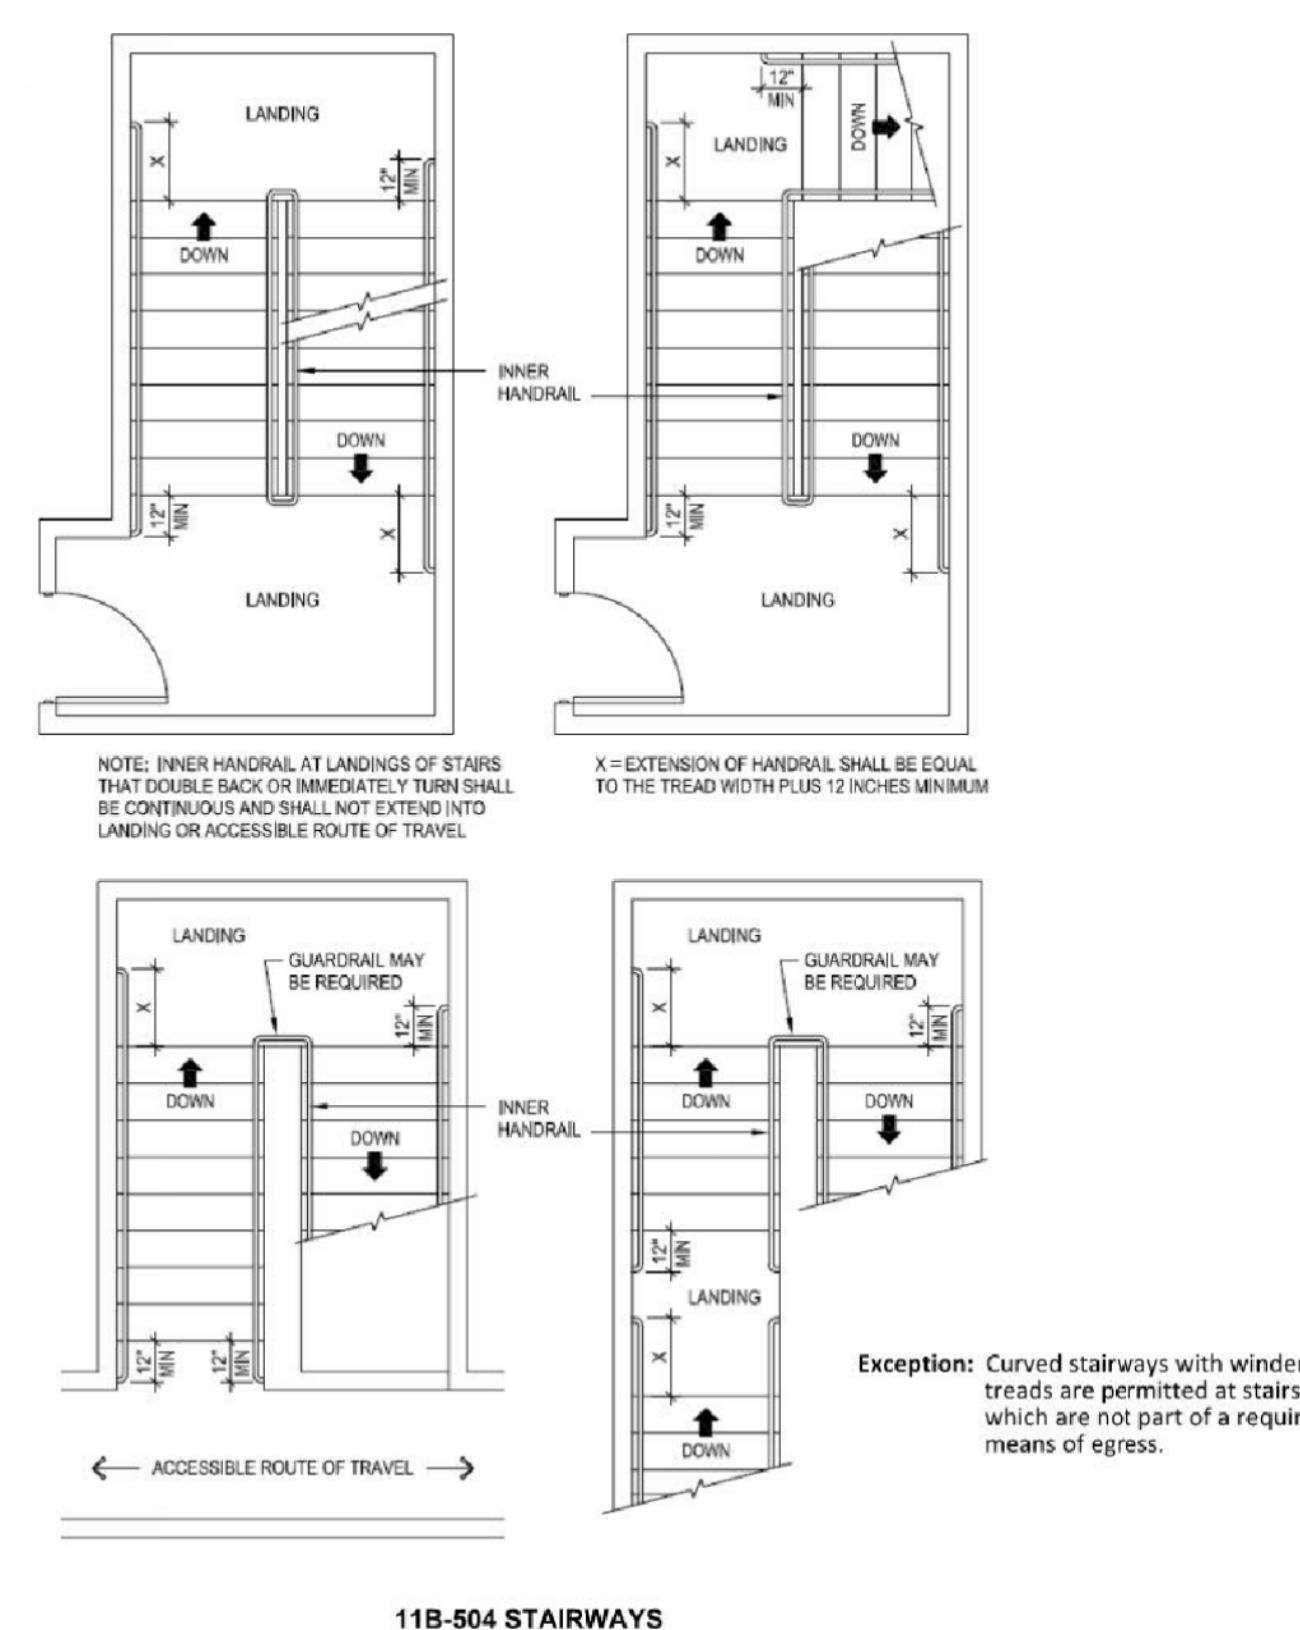 LANDING
X
12" MIN
DOWN
DOWN
12" MIN
X
LANDING
12"
MIN
DOWN
LANDING
X
DOWN
DOWN
12" MIN
X
LANDING
INNER
HANDRAIL
NOTE: INNER HANDRAIL AT LANDINGS OF STAIRS
THAT DOUBLE BACK OR IMMEDIATELY TURN SHALL
BE CONTINUOUS AND SHALL NOT EXTEND INTO
LANDING OR ACCESSIBLE ROUTE OF TRAVEL
X = EXTENSION OF HANDRAIL SHALL BE EQUAL
TO THE TREAD WIDTH PLUS 12 INCHES MINIMUM
LANDING
GUARDRAIL MAY
BE REQUIRED
X
12" MIN
DOWN
DOWN
12" MIN
12" MIN
INNER
HANDRAIL
LANDING
GUARDRAIL MAY
BE REQUIRED
X
12" MIN
DOWN
DOWN
12" MIN
LANDING
X
DOWN
ACCESSIBLE ROUTE OF TRAVEL
Exception: Curved stairways with winder
treads are permitted at stairs
which are not part of a requir
means of egress.
11B-504 STAIRWAYS